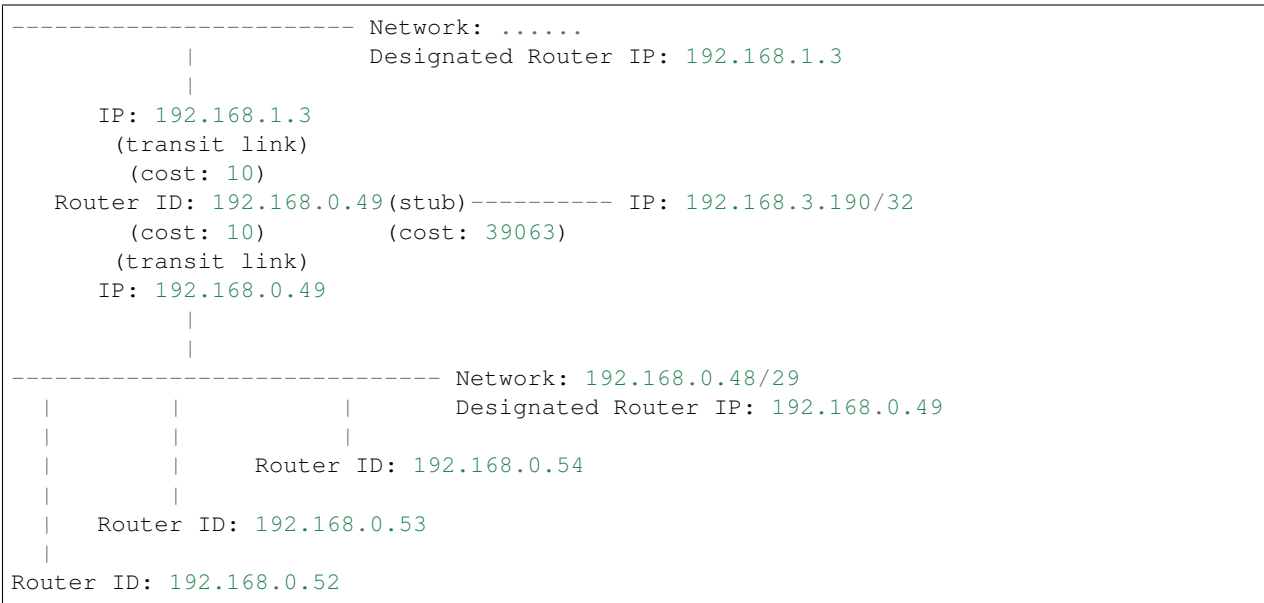 ------------------------ Network: ......
            |            Designated Router IP: 192.168.1.3
            |
      IP: 192.168.1.3
       (transit link)
        (cost: 10)
   Router ID: 192.168.0.49(stub)---------- IP: 192.168.3.190/32
        (cost: 10)        (cost: 39063)
       (transit link)
      IP: 192.168.0.49
            |
            |
------------------------------ Network: 192.168.0.48/29
  |        |           |       Designated Router IP: 192.168.0.49
  |        |           |
  |        |     Router ID: 192.168.0.54
  |        |
  |   Router ID: 192.168.0.53
  |
Router ID: 192.168.0.52